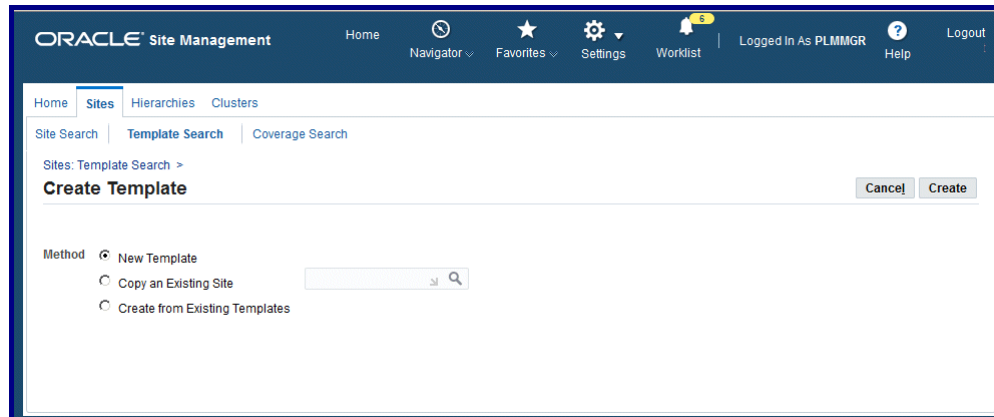 ORACLE® Site Management
Home
Navigator
Favorites
Settings
6
Worklist
Logged In As PLMMGR
?
Help
Logout
Home Sites Hierarchies Clusters
Site Search Template Search Coverage Search
Sites: Template Search >
Create Template
Cancel Create
Method New Template
Copy an Existing Site
Create from Existing Templates